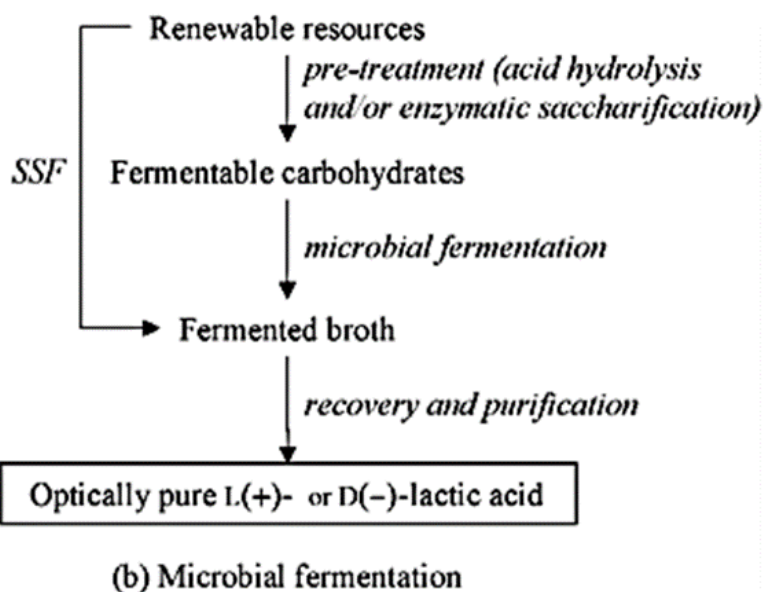 Renewable resources
pre-treatment (acid hydrolysis
and/or enzymatic saccharification)
SSF
Fermentable carbohydrates
microbial fermentation
Fermented broth
recovery and purification
Optically pure L(+)- or D(−)-lactic acid
(b) Microbial fermentation